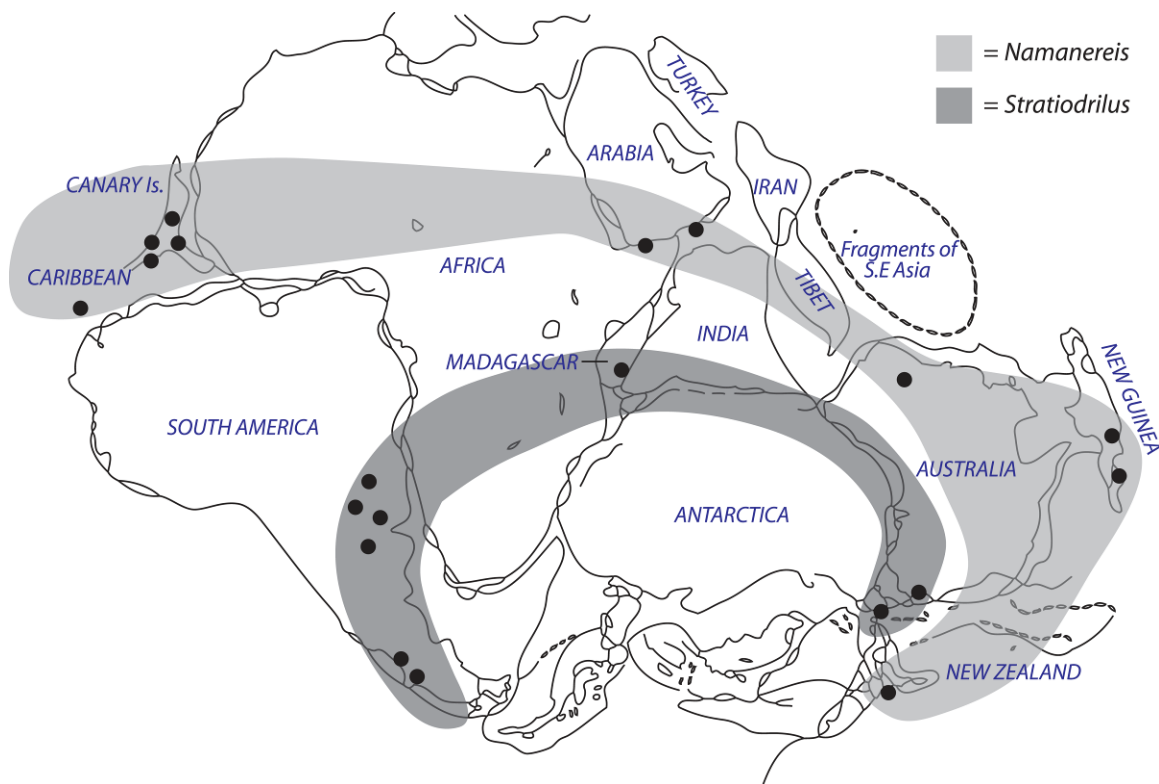 TURKEY
= Namanereis
= Stratiodrilus
ARABIA
IRAN
CANARY Is.
Fragments of
S.E Asia
CARIBBEAN
AFRICA
TIBET
INDIA
MADAGASCAR
NEW GUINEA
SOUTH AMERICA
AUSTRALIA
ANTARCTICA
NEW ZEALAND